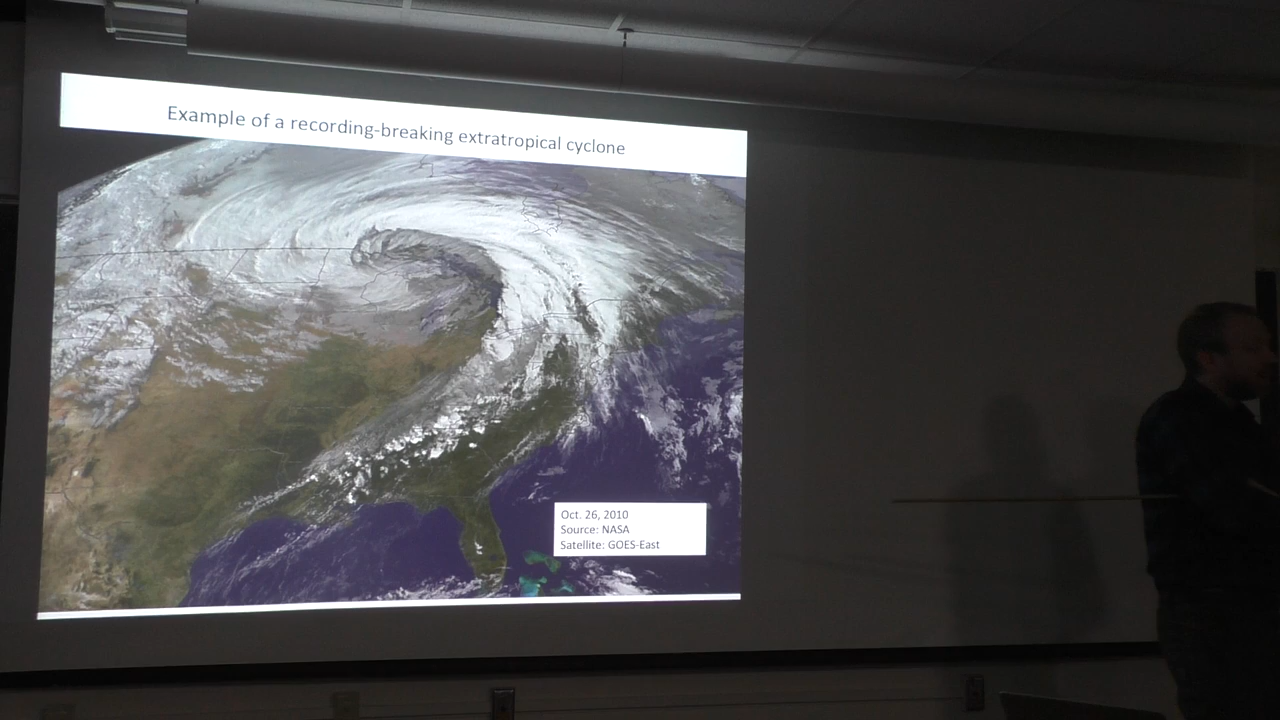 Example of a recording-breaking extratropical cyclone
Oct. 26, 2010
Source: NASA
Satellite: GOES-East